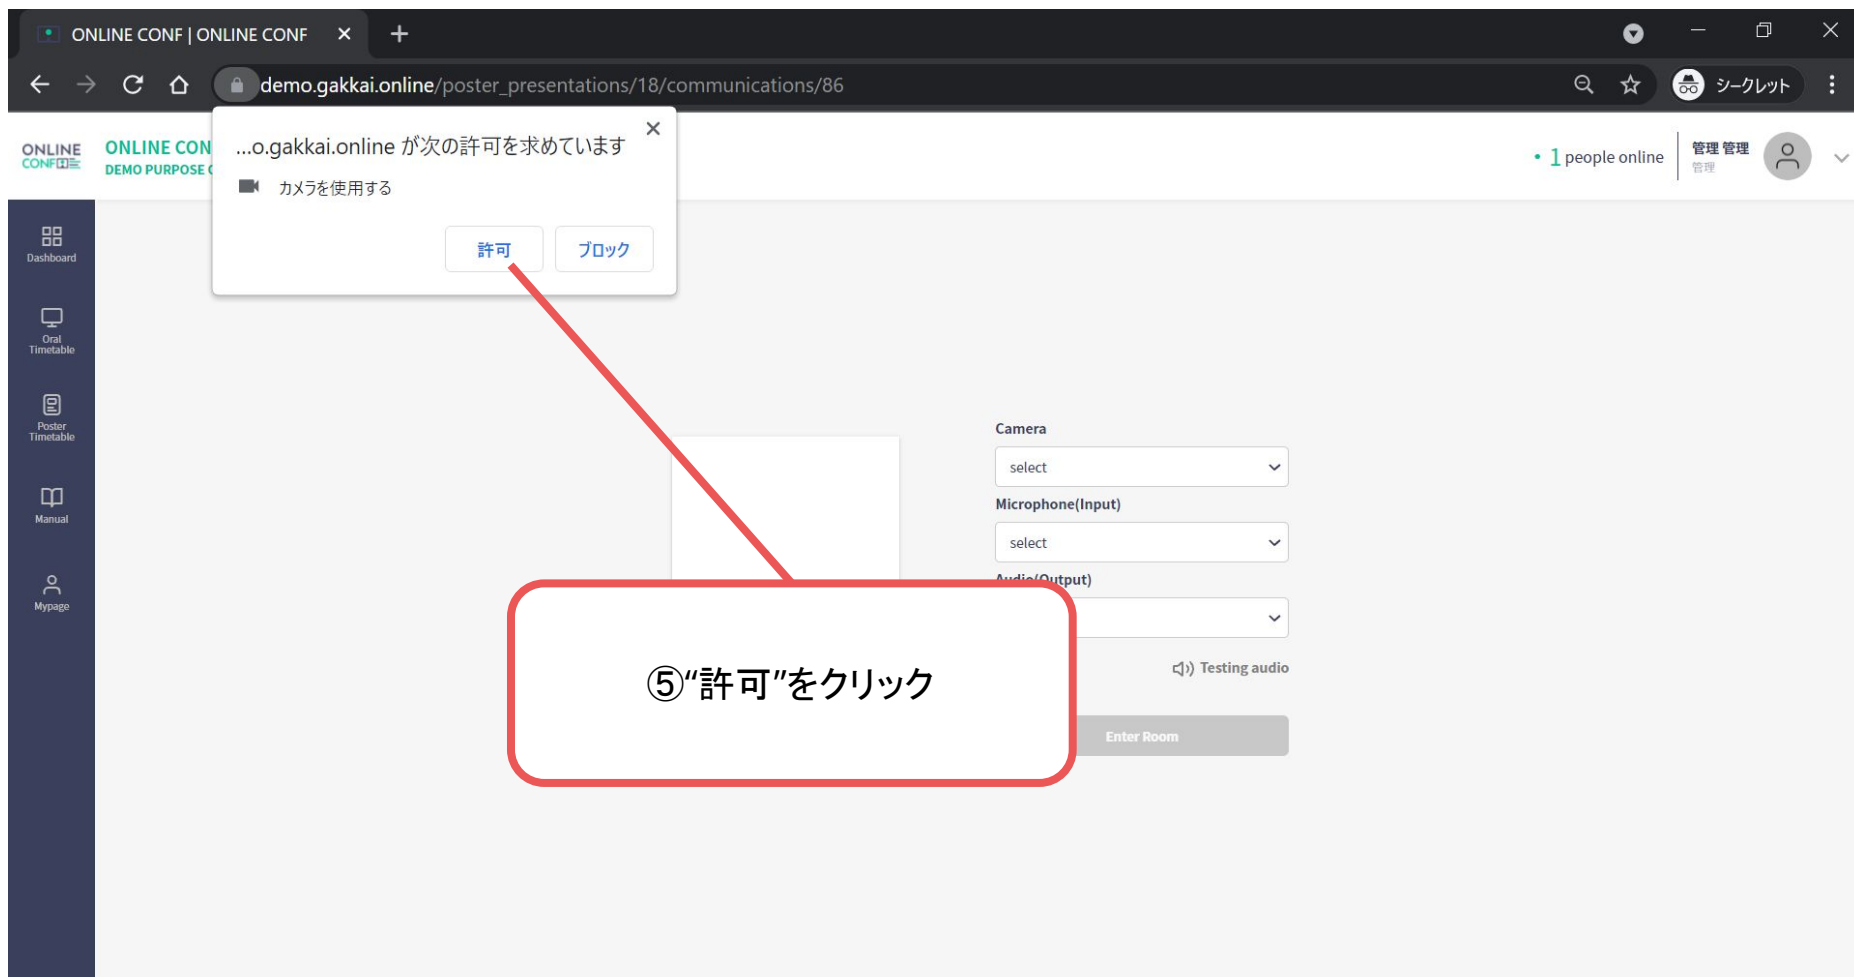 ONLINE CONF | ONLINE CONF
demo.gakkai.online/poster_presentations/18/communications/86
シークレット
ONLINE
CONF
ONLINE CON
DEMO PURPOSE
...o.gakkai.online が次の許可を求めています
カメラを使用する
許可
ブロック
• 1 people online
管理 管理
管理
Dashboard
Oral
Timetable
Poster
Timetable
Manual
Mypage
Camera
select
Microphone(Input)
select
Audio(Output)
Testing audio
Enter Room
⑤“許可”をクリック